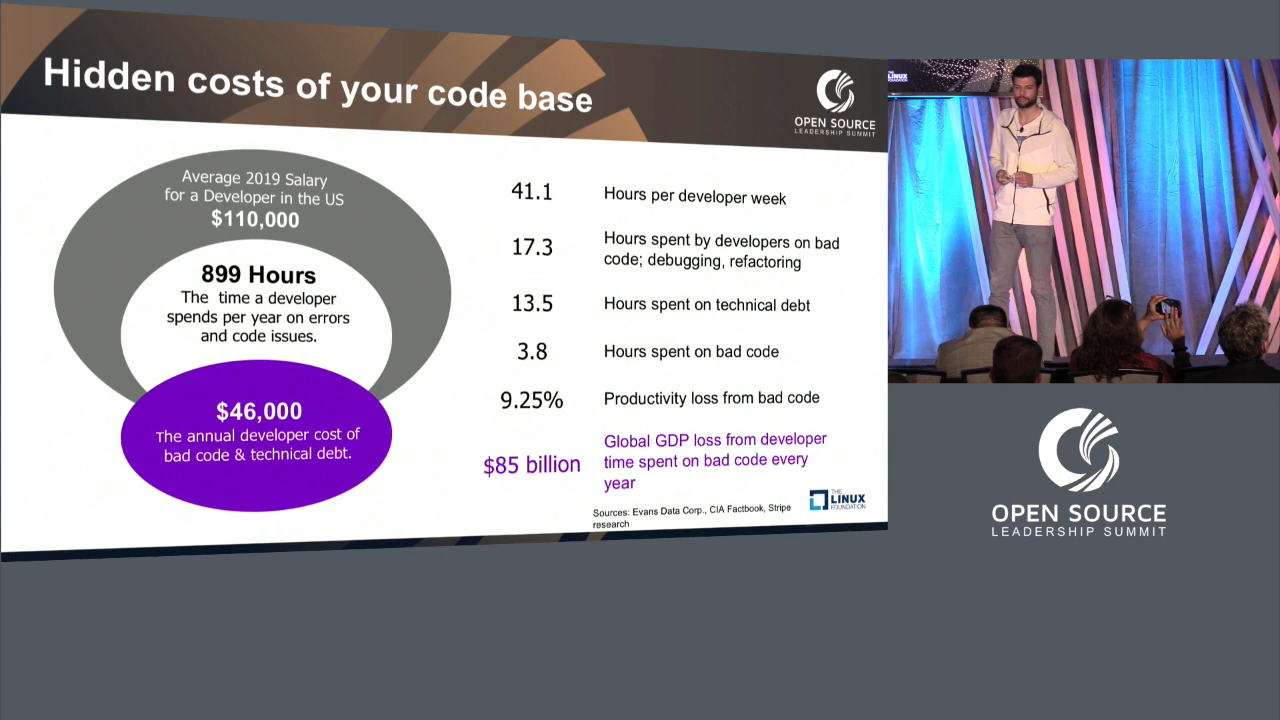 Hidden costs of your code base
OPEN SOURCE
LEADERSHIP SUMMIT
Average 2019 Salary
for a Developer in the US
$110,000
899 Hours
The time a developer
spends per year on errors
and code issues.
$46,000
The annual developer cost of
bad code & technical debt.
41.1
Hours per developer week
17.3
Hours spent by developers on bad
code; debugging, refactoring
13.5
Hours spent on technical debt
3.8
Hours spent on bad code
9.25%
Productivity loss from bad code
$85 billion
Global GDP loss from developer
time spent on bad code every
year
Sources: Evans Data Corp., CIA Factbook, Stripe
research
THE
LINUX
FOUNDATION
THE
LINUX
FOUNDATION
OPEN SOURCE
LEADERSHIP SUMMIT